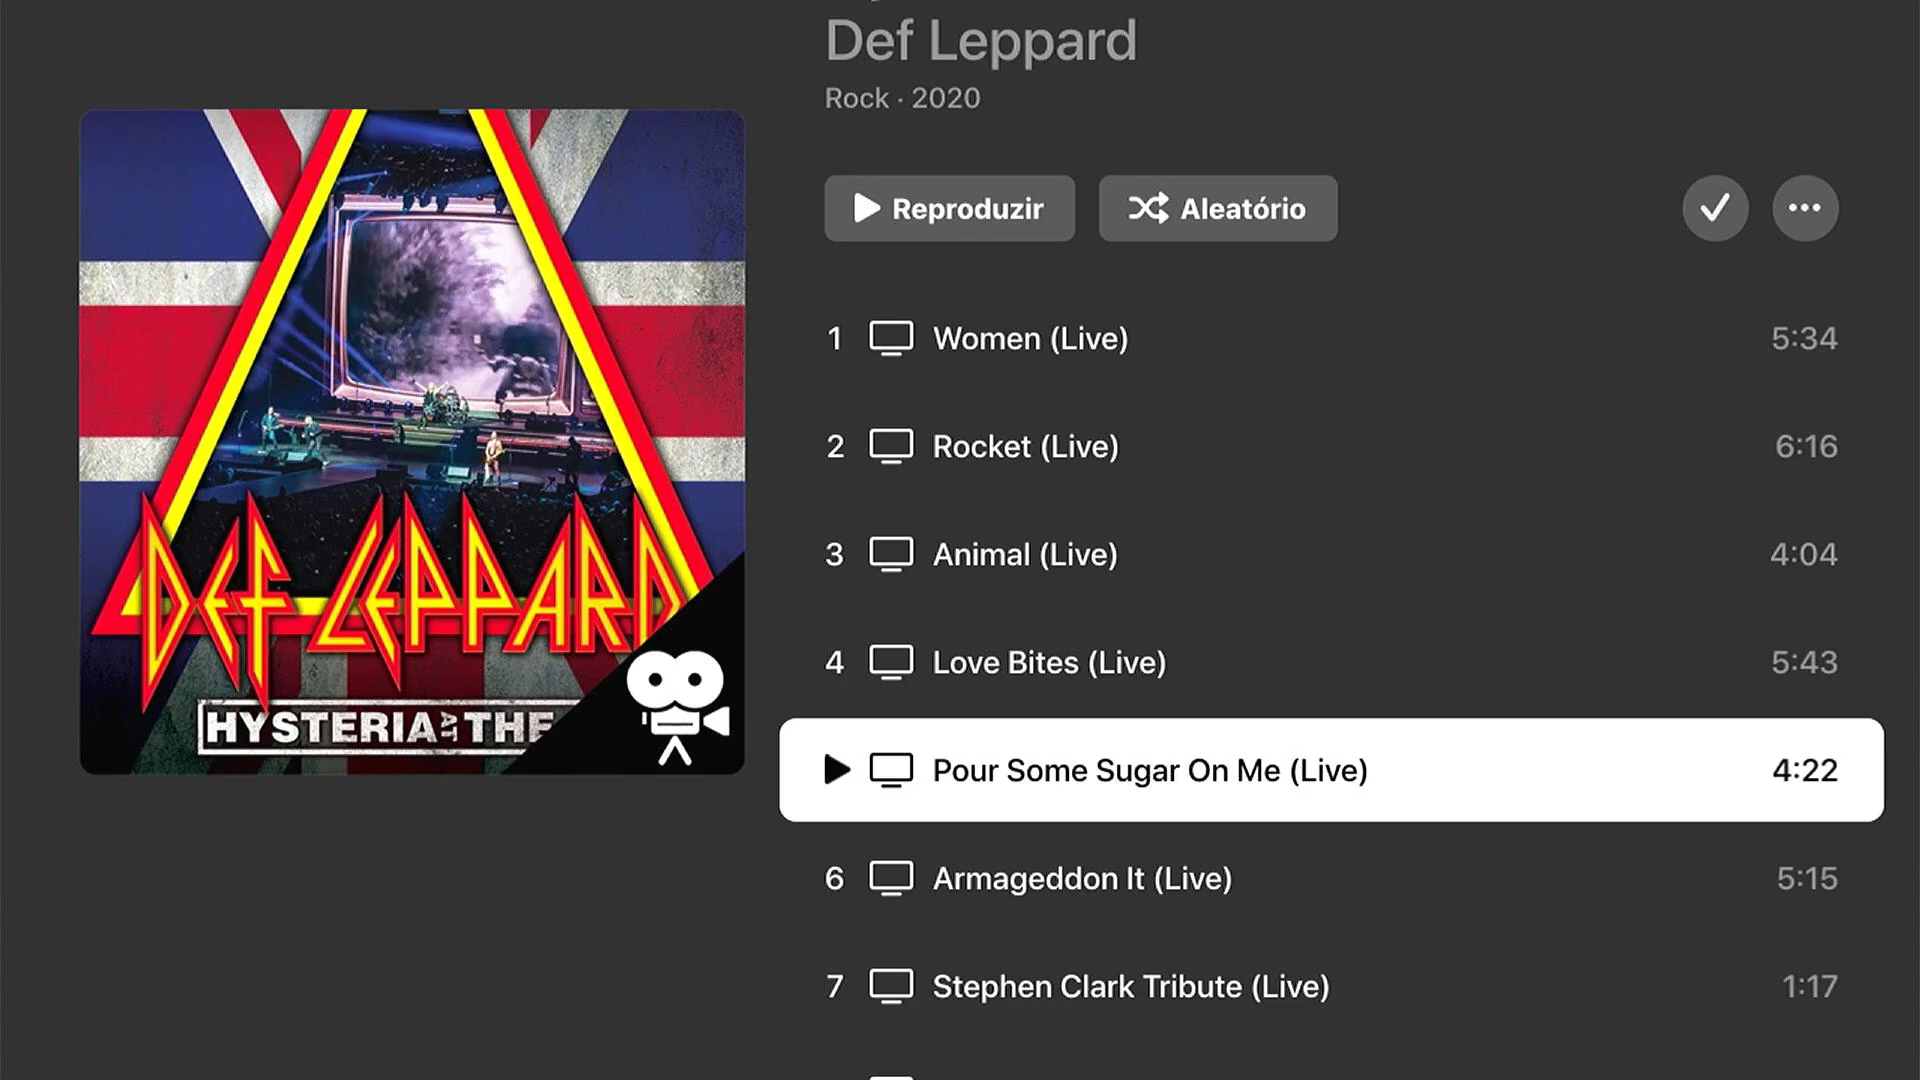 Def Leppard
Rock · 2020
Reproduzir
Aleatório
DEF LEPPARD
HYSTERIA AT THE
1 Women (Live) 5:34
2 Rocket (Live) 6:16
3 Animal (Live) 4:04
4 Love Bites (Live) 5:43
Pour Some Sugar On Me (Live) 4:22
6 Armageddon It (Live) 5:15
7 Stephen Clark Tribute (Live) 1:17